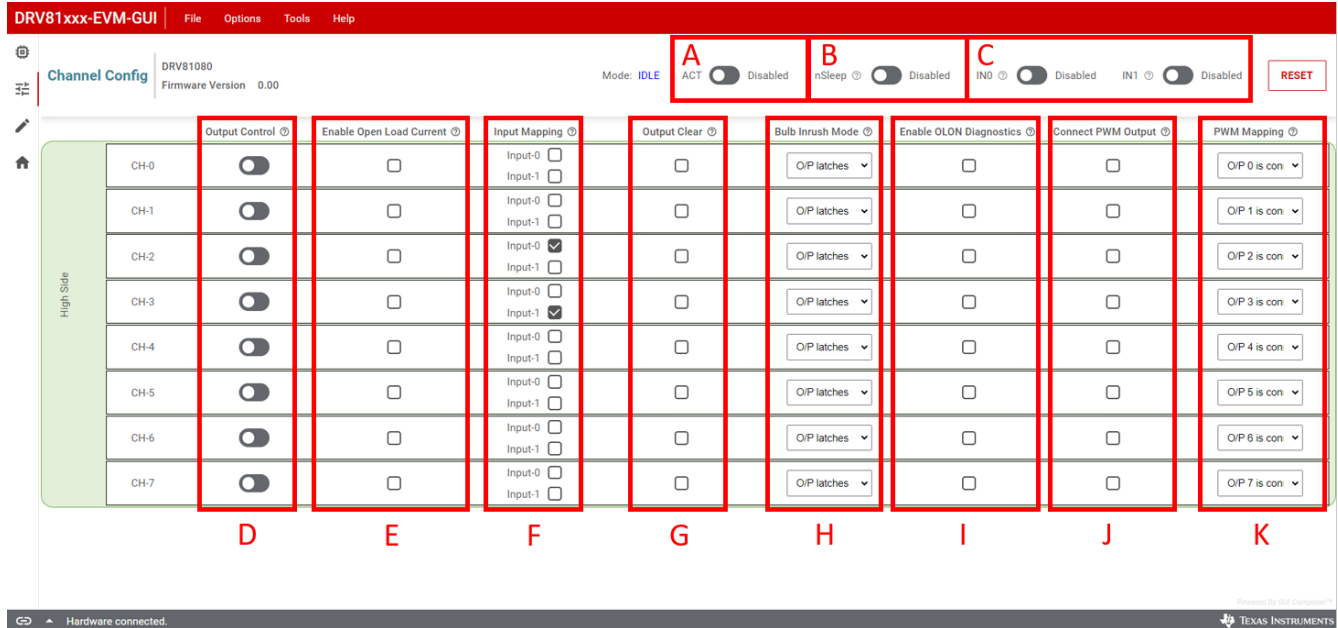 DRV81xxx-EVM-GUI File Options Tools Help
Channel Config
DRV81080
Firmware Version 0.00
Mode: IDLE
A
ACT Disabled
B
nSleep Disabled
C
IN0 Disabled IN1 Disabled
RESET
Output Control Enable Open Load Current Input Mapping Output Clear Bulb Inrush Mode Enable OLON Diagnostics Connect PWM Output PWM Mapping
High Side
CH-0 Input-0 O/P latches O/P 0 is con
Input-1
CH-1 Input-0 O/P latches O/P 1 is con
Input-1
CH-2 Input-0 O/P latches O/P 2 is con
Input-1
CH-3 Input-0 O/P latches O/P 3 is con
Input-1
CH-4 Input-0 O/P latches O/P 4 is con
Input-1
CH-5 Input-0 O/P latches O/P 5 is con
Input-1
CH-6 Input-0 O/P latches O/P 6 is con
Input-1
CH-7 Input-0 O/P latches O/P 7 is con
Input-1
D E F G H I J K
Powered By GUI Composer™
Hardware connected. TEXAS INSTRUMENTS